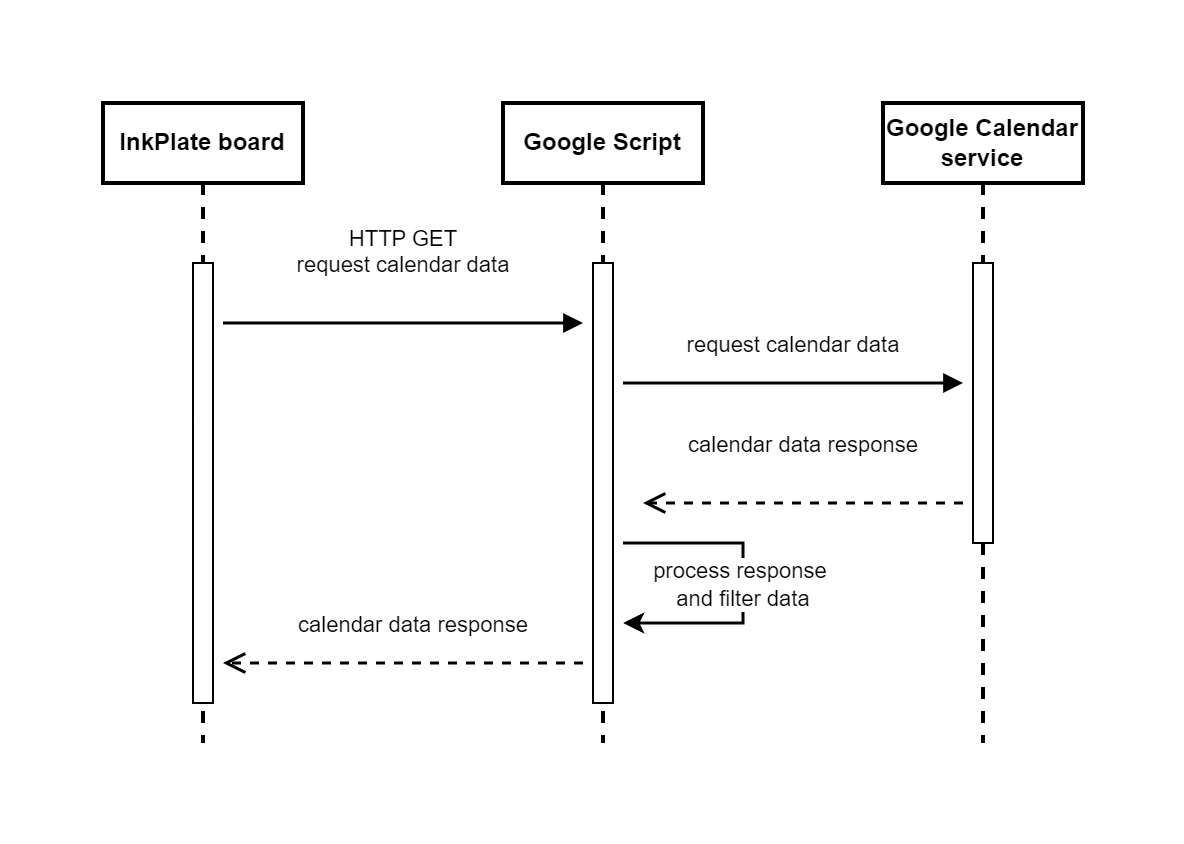 InkPlate board
Google Script
Google Calendar
service
HTTP GET
request calendar data
request calendar data
calendar data response
process response
and filter data
calendar data response